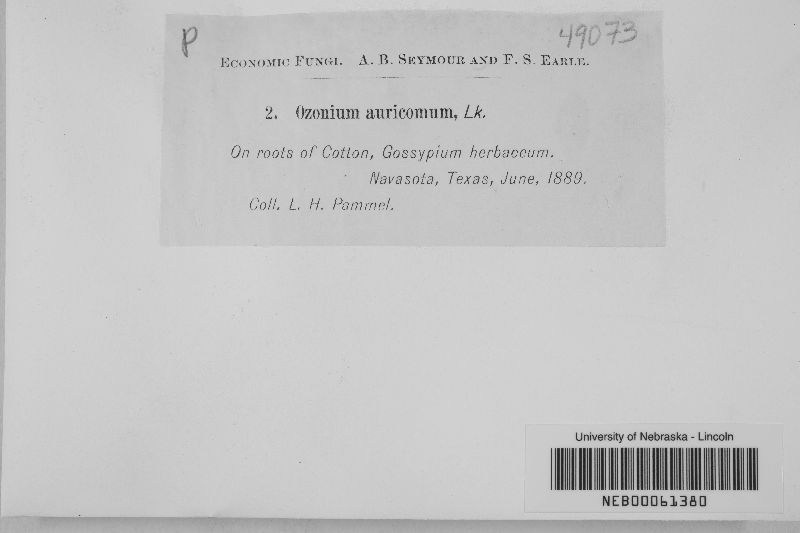 P
49073
ECONOMIC FUNGI. A. B. SEYMOUR AND F. S. EARLE.
2. Ozonium auricomum, Lk.
On roots of Cotton, Gossypium herbaceum.
Navasota, Texas, June, 1889.
Coll. L. H. Pammel.
University of Nebraska - Lincoln
NEB00061380